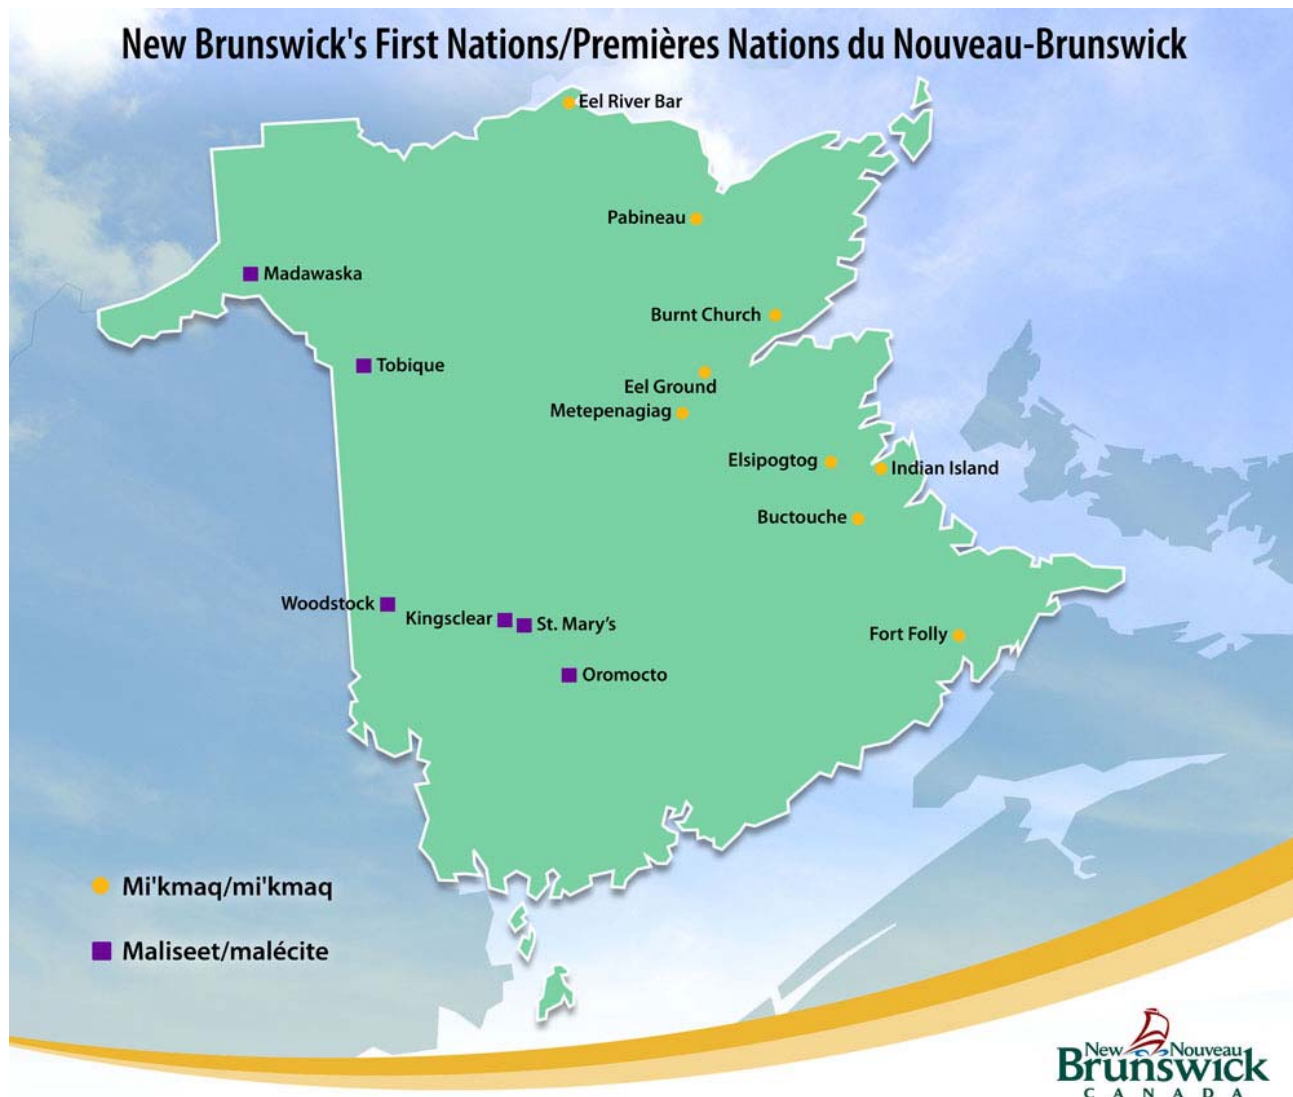 New Brunswick's First Nations/Premières Nations du Nouveau-Brunswick
Eel River Bar
Pabineau
Madawaska
Burnt Church
Tobique
Eel Ground
Metepenagiag
Elsipogtog
Indian Island
Buctouche
Woodstock
Kingsclear
St. Mary’s
Fort Folly
Oromocto
Mi'kmaq/mi'kmaq
Maliseet/malécite
New Nouveau
Brunswick
CANADA